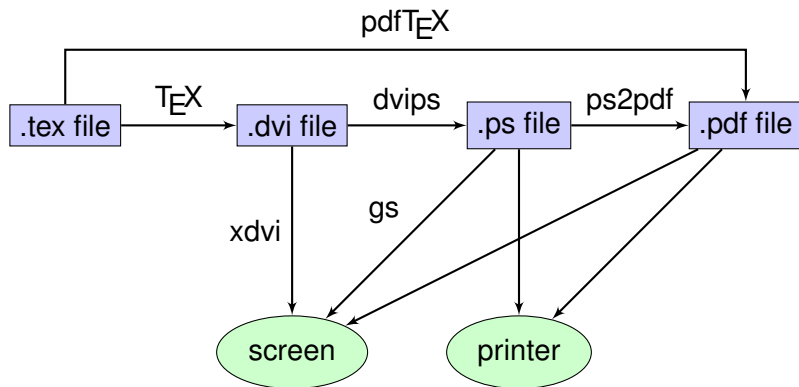 pdfTEX
TEX
dvips
ps2pdf
.tex file
.dvi file
.ps file
.pdf file
xdvi
gs
screen
printer